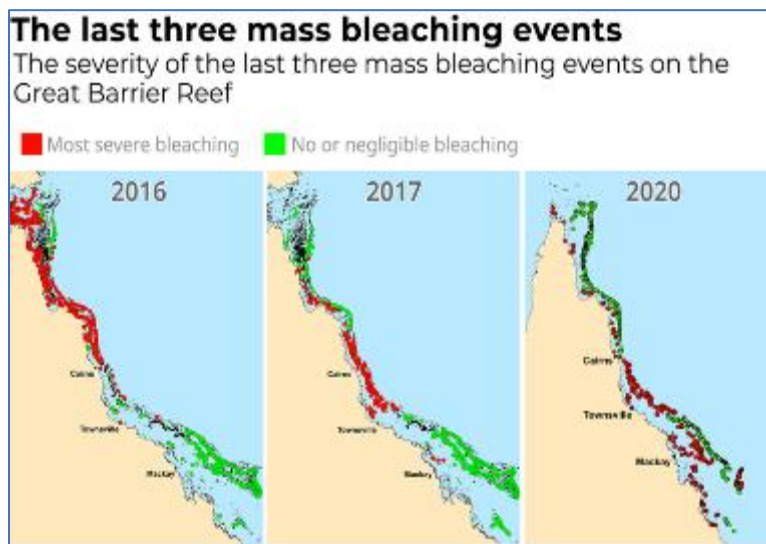 The last three mass bleaching events
The severity of the last three mass bleaching events on the
Great Barrier Reef
Most severe bleaching
No or negligible bleaching
2016
2017
2020
Cairns
Townsville
Mackay
Cairns
Townsville
Mackay
Cairns
Townsville
Mackay